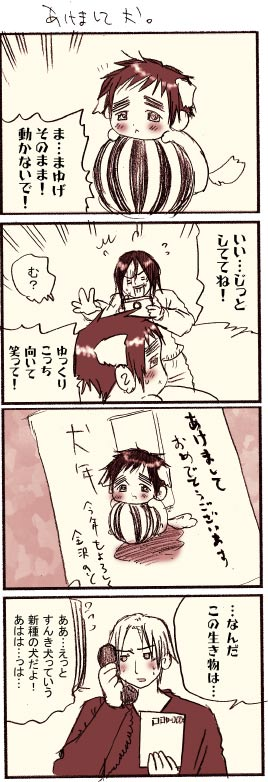 あけまして犬。
ま…まゆげ
そのまま！
動かないで！
いい…じっと
しててね！
む？
ゆっくり
こっち
向いて
笑って！
あけまして
おめでとうございます
犬年
今年もよろしく
…なんだ
この生き物は…
ああ…えっと
すんき犬っていう
新種の犬だよ！
あはは…っは…